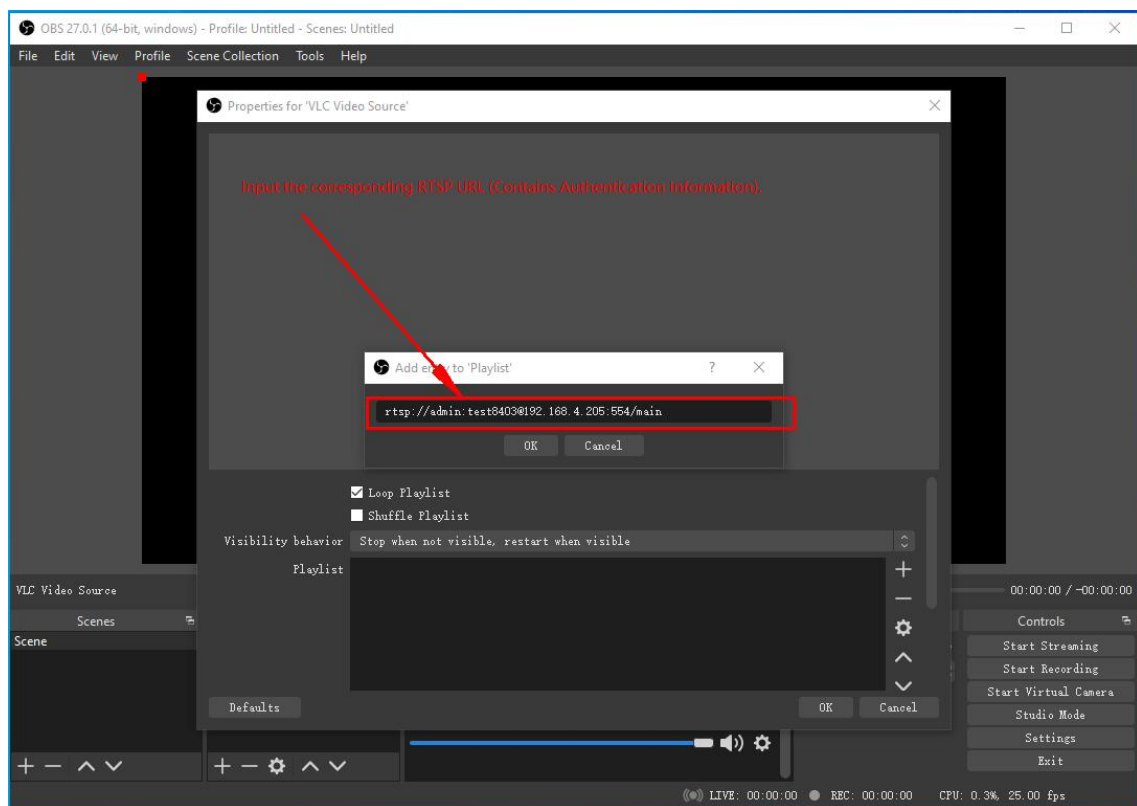 OBS 27.0.1 (64-bit, windows) - Profile: Untitled - Scenes: Untitled
File Edit View Profile Scene Collection Tools Help
Properties for 'VLC Video Source'
Input the corresponding RTSP URL (Contains Authentication Information).
Add entry to 'Playlist' ?
rtsp://admin:test8403@192.168.4.205:554/main
OK Cancel
Loop Playlist
Shuffle Playlist
Visibility behavior Stop when not visible, restart when visible
Playlist
VLC Video Source 00:00:00 / -00:00:00
Scenes Controls
Scene Start Streaming
Start Recording
Start Virtual Camera
Defaults OK Cancel Studio Mode
Settings
Exit
LIVE: 00:00:00 REC: 00:00:00 CPU: 0.3%, 25.00 fps